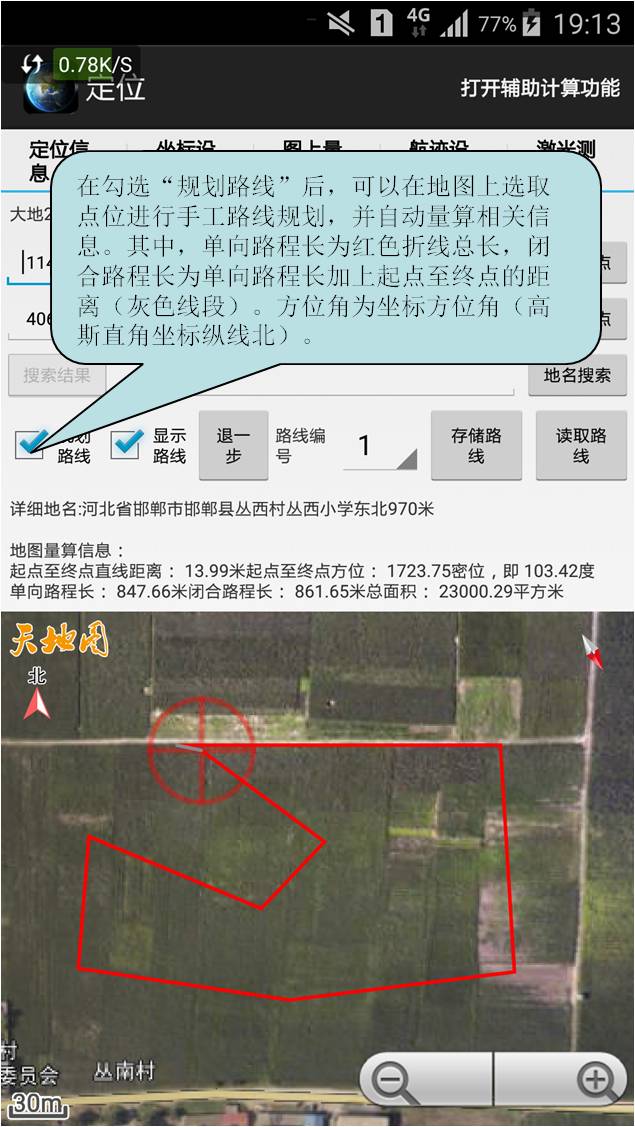 1 4G 77% 19:13
0.78K/S
定位
打开辅助计算功能
定位信 坐标设 图上量 航迹设 激光测
息
在勾选“规划路线”后，可以在地图上选取
点位进行手工路线规划，并自动量算相关信
息。其中，单向路程长为红色折线总长，闭
合路程长为单向路程长加上起点至终点的距
离（灰色线段）。方位角为坐标方位角（高
斯直角坐标纵线北）。
大地2
114
点
406
点
搜索结果
地名搜索
规划
路线
显示
路线
退一
步
路线编
号
1
存储路
线
读取路
线
详细地名:河北省邯郸市邯郸县丛西村丛西小学东北970米
地图量算信息：
起点至终点直线距离： 13.99米起点至终点方位： 1723.75密位，即 103.42度
单向路程长： 847.66米闭合路程长： 861.65米总面积： 23000.29平方米
天地图
北
村
委员会
丛南村
30m